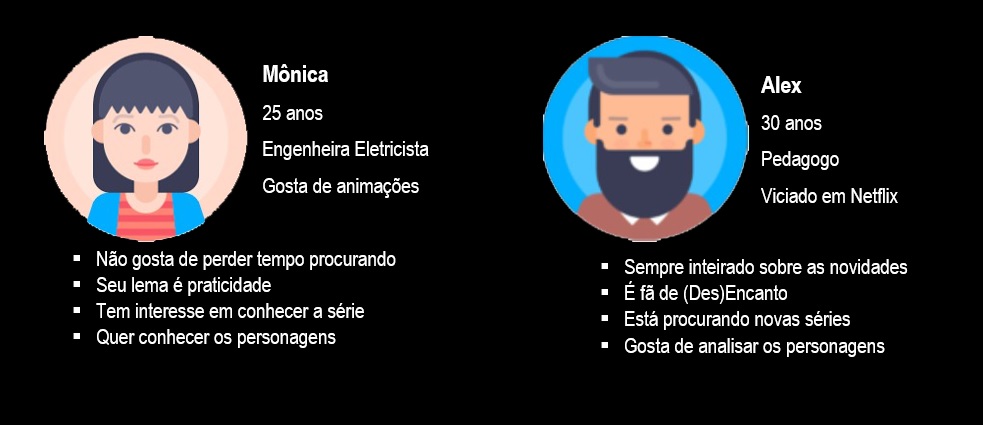 Mônica
25 anos
Engenheira Eletricista
Gosta de animações
▪ Não gosta de perder tempo procurando
▪ Seu lema é praticidade
▪ Tem interesse em conhecer a série
▪ Quer conhecer os personagens
Alex
30 anos
Pedagogo
Viciado em Netflix
▪ Sempre inteirado sobre as novidades
▪ É fã de (Des)Encanto
▪ Está procurando novas séries
▪ Gosta de analisar os personagens